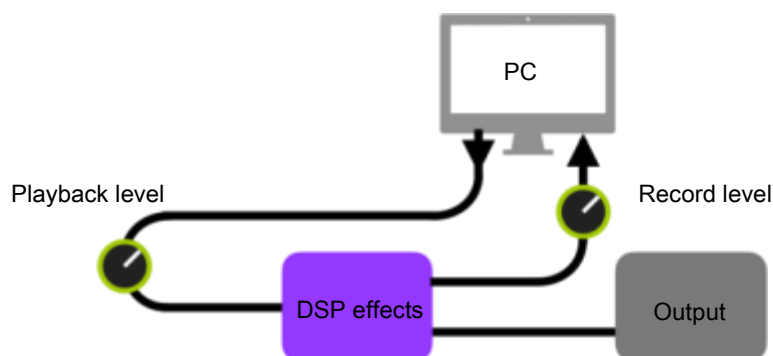 PC
Playback level
Record level
DSP effects
Output